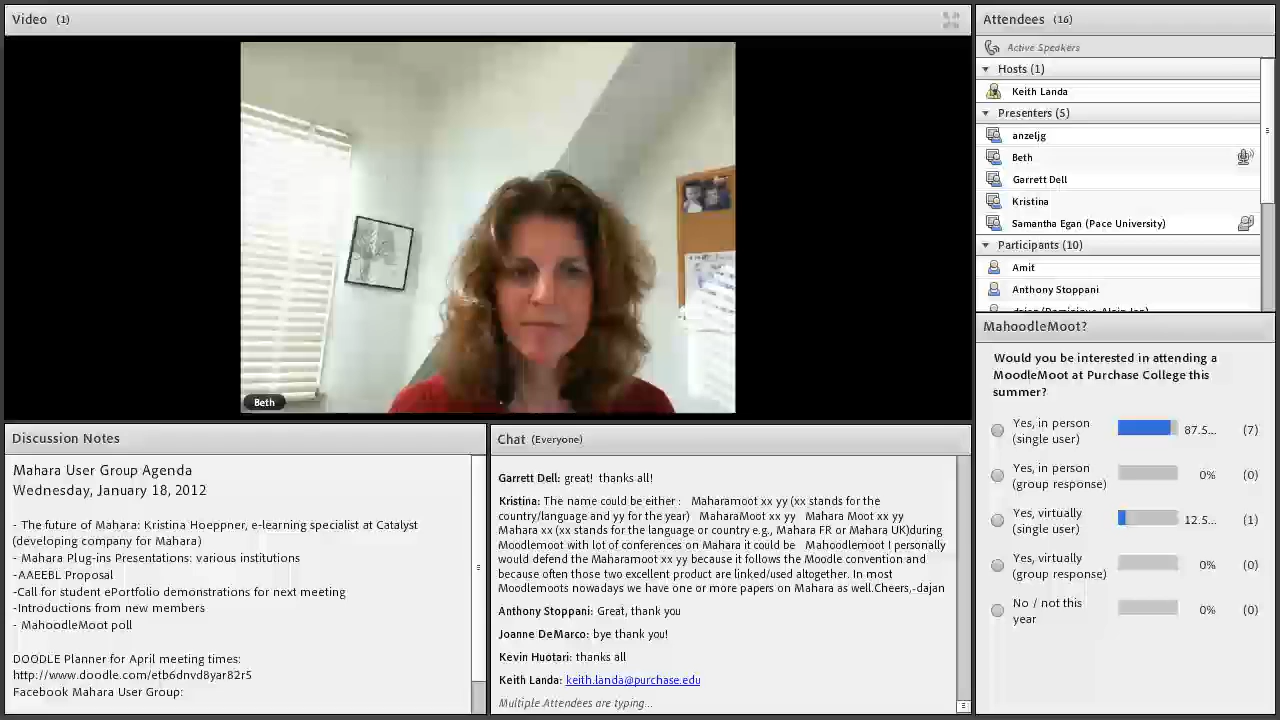 Video (1)
Beth
Attendees (16)
Active Speakers
Hosts (1)
Keith Landa
Presenters (5)
anzeljg
Beth
Garrett Dell
Kristina
Samantha Egan (Pace University)
Participants (10)
Amit
Anthony Stoppani
MahoodleMoot?
Would you be interested in attending a
MoodleMoot at Purchase College this
summer?
Yes, in person
(single user) 87.5... (7)
Yes, in person
(group response) 0% (0)
Yes, virtually
(single user) 12.5... (1)
Yes, virtually
(group response) 0% (0)
No / not this
year 0% (0)
Discussion Notes
Mahara User Group Agenda
Wednesday, January 18, 2012
- The future of Mahara: Kristina Hoeppner, e-learning specialist at Catalyst
(developing company for Mahara)
- Mahara Plug-ins Presentations: various institutions
-AAEEBL Proposal
-Call for student ePortfolio demonstrations for next meeting
-Introductions from new members
- MahoodleMoot poll
DOODLE Planner for April meeting times:
http://www.doodle.com/etb6dnvd8yar82r5
Facebook Mahara User Group:
Chat (Everyone)
Garrett Dell: great! thanks all!
Kristina: The name could be either : Maharamoot xx yy (xx stands for the
country/language and yy for the year) MaharaMoot xx yy Mahara Moot xx yy
Mahara xx (xx stands for the language or country e.g., Mahara FR or Mahara UK)during
Moodlemoot with lot of conferences on Mahara it could be Mahoodlemoot I personally
would defend the Maharamoot xx yy because it follows the Moodle convention and
because often those two excellent product are linked/used altogether. In most
Moodlemoots nowadays we have one or more papers on Mahara as well.Cheers,-dajan
Anthony Stoppani: Great, thank you
Joanne DeMarco: bye thank you!
Kevin Huotari: thanks all
Keith Landa: keith.landa@purchase.edu
Multiple Attendees are typing...